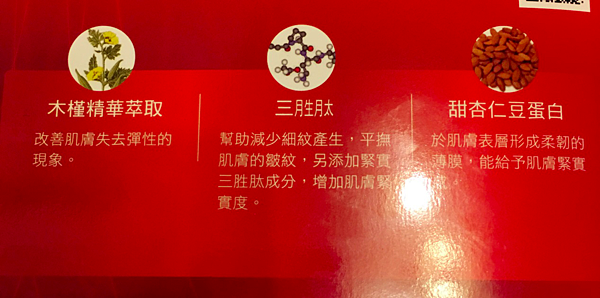 木槿精華萃取
改善肌膚失去彈性的
現象。
三胜肽
幫助減少細紋產生，平撫
肌膚的皺紋，另添加緊實
三胜肽成分，增加肌膚緊
實度。
甜杏仁豆蛋白
於肌膚表層形成柔韌的
薄膜，能給予肌膚緊實